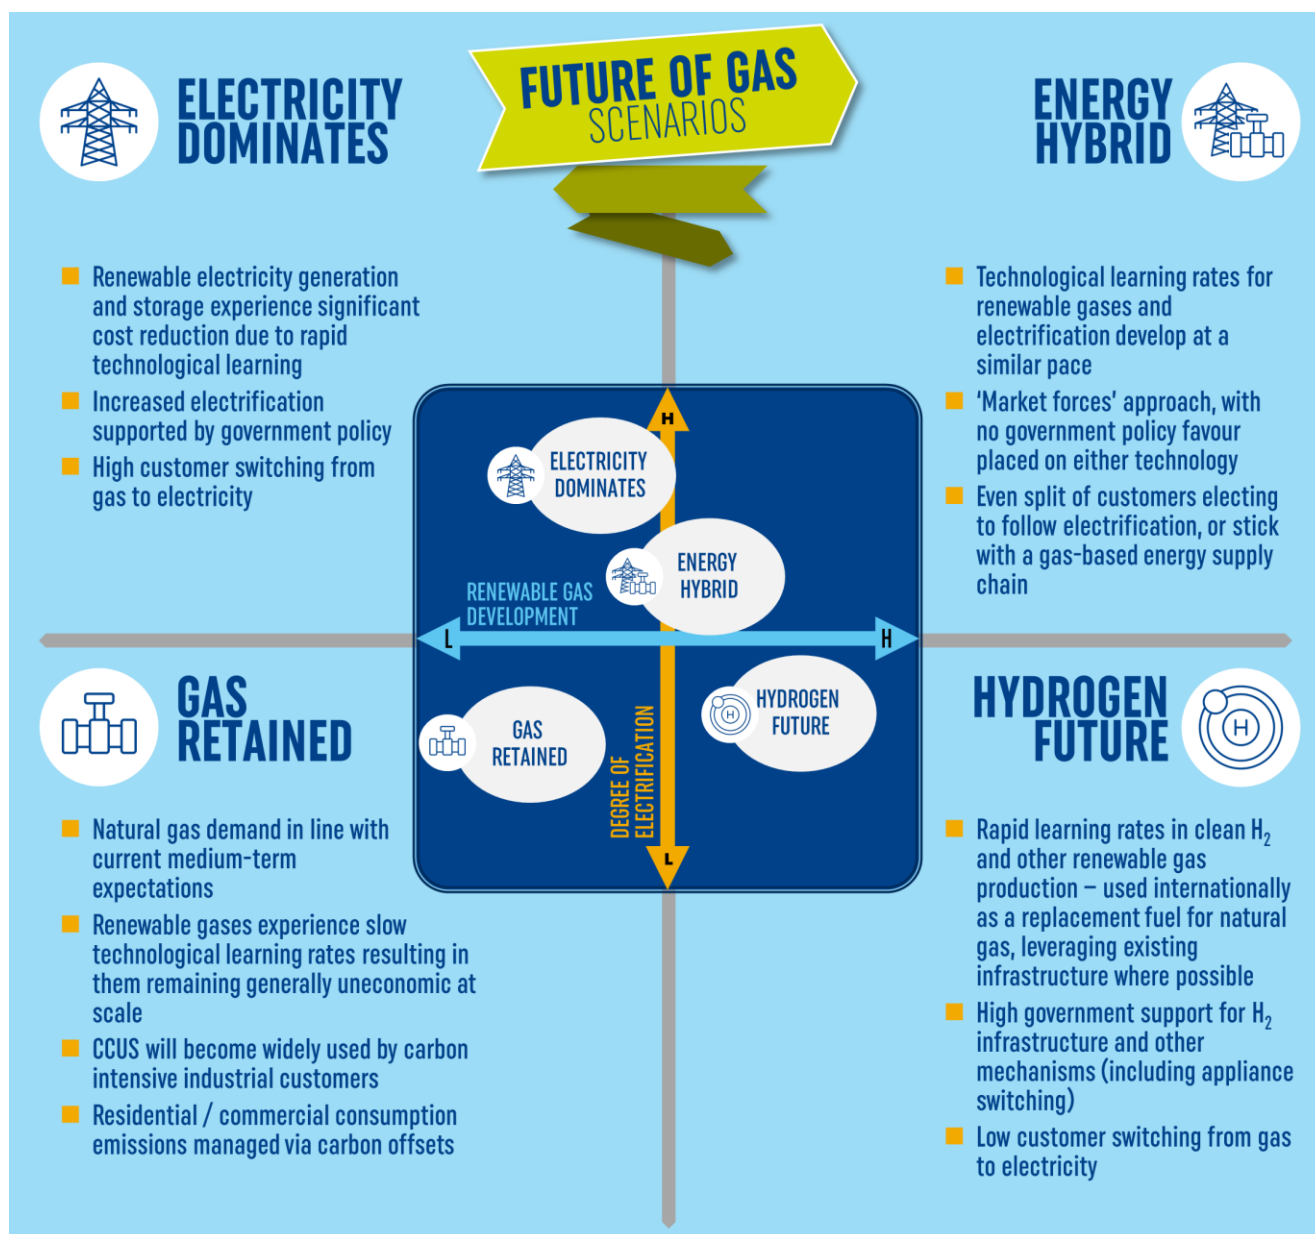 FUTURE OF GAS
SCENARIOS
ELECTRICITY
DOMINATES
Renewable electricity generation
and storage experience significant
cost reduction due to rapid
technological learning
Increased electrification
supported by government policy
High customer switching from
gas to electricity
ENERGY
HYBRID
Technological learning rates for
renewable gases and
electrification develop at a
similar pace
‘Market forces’ approach, with
no government policy favour
placed on either technology
Even split of customers electing
to follow electrification, or stick
with a gas-based energy supply
chain
H
ELECTRICITY
DOMINATES
ENERGY
HYBRID
RENEWABLE GAS
DEVELOPMENT
L
H
HYDROGEN
FUTURE
H
GAS
RETAINED
DEGREE OF
ELECTRIFICATION
L
GAS
RETAINED
Natural gas demand in line with
current medium-term
expectations
Renewable gases experience slow
technological learning rates resulting in
them remaining generally uneconomic at
scale
CCUS will become widely used by carbon
intensive industrial customers
Residential / commercial consumption
emissions managed via carbon offsets
HYDROGEN
FUTURE
H
Rapid learning rates in clean H₂
and other renewable gas
production – used internationally
as a replacement fuel for natural
gas, leveraging existing
infrastructure where possible
High government support for H₂
infrastructure and other
mechanisms (including appliance
switching)
Low customer switching from gas
to electricity